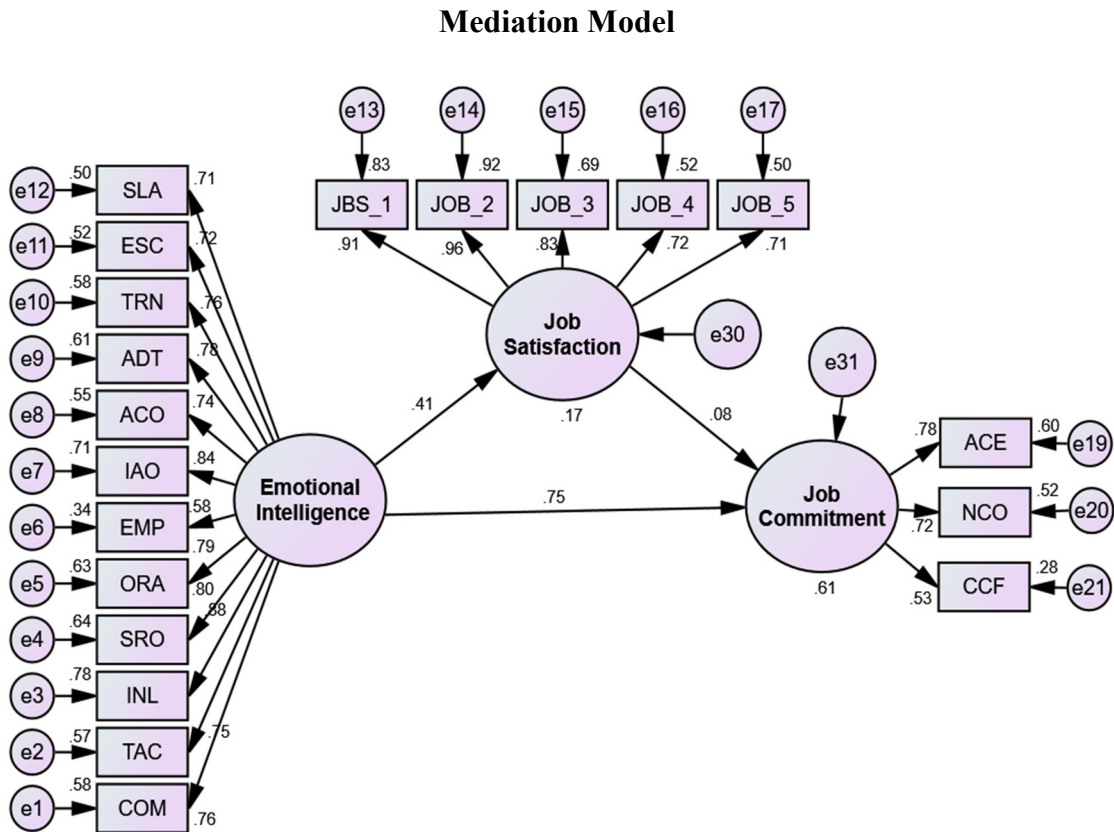 Mediation Model
e13 e14 e15 e16 e17
.83 .92 .69 .52 .50
JBS_1 JOB_2 JOB_3 JOB_4 JOB_5
.91 .96 .83 .72 .71
e12 .50 SLA .71
e11 .52 ESC .72
e10 .58 TRN .76
e9 .61 ADT .78
e8 .55 ACO .74
e7 .71 IAO .84
e6 .34 EMP .58
.79
e5 .63 ORA
.80
.88
e4 .64 SRO
e3 .78 INL
e2 .57 TAC .75
e1 .58 COM .76
Emotional
Intelligence
.41
.75
Job
Satisfaction
.17
e30
.08
e31
Job
Commitment
.61
.78 ACE .60 e19
.72 NCO .52 e20
.53 CCF .28 e21